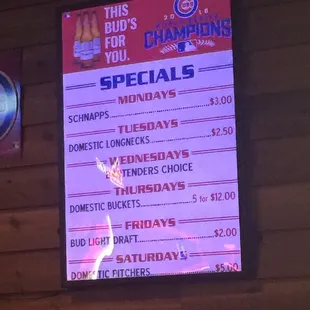 THIS
BUD'S
FOR
YOU.
2016
CHAMPIONS
SPECIALS
MONDAYS
SCHNAPPS..............................$3.00
TUESDAYS
DOMESTIC LONGNECKS................$2.50
WEDNESDAYS
BARTENDERS CHOICE
THURSDAYS
DOMESTIC BUCKETS...............5 for $12.00
FRIDAYS
BUD LIGHT DRAFT......................$2.00
SATURDAYS
DOMESTIC PITCHERS...................$5.00